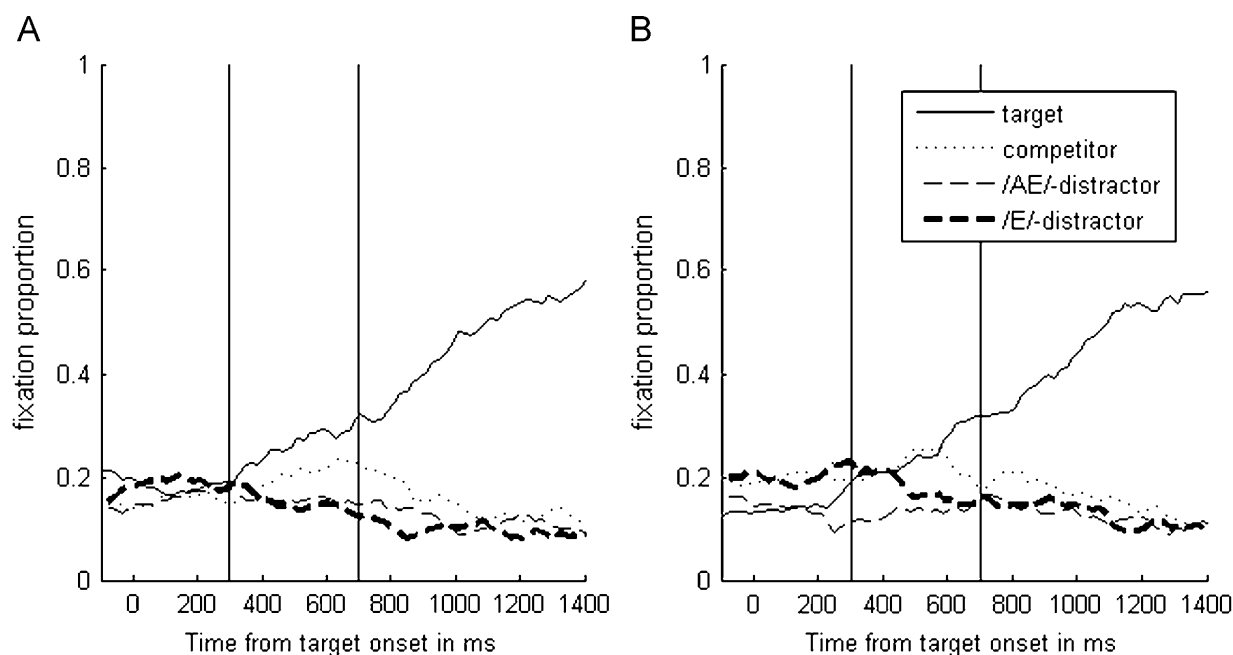 A
1
0.8
0.6
0.4
0.2
0
fixation proportion
0 200 400 600 800 1000 1200 1400
Time from target onset in ms
B
1
0.8
0.6
0.4
0.2
0
fixation proportion
target
competitor
/AE/-distractor
/E/-distractor
0 200 400 600 800 1000 1200 1400
Time from target onset in ms